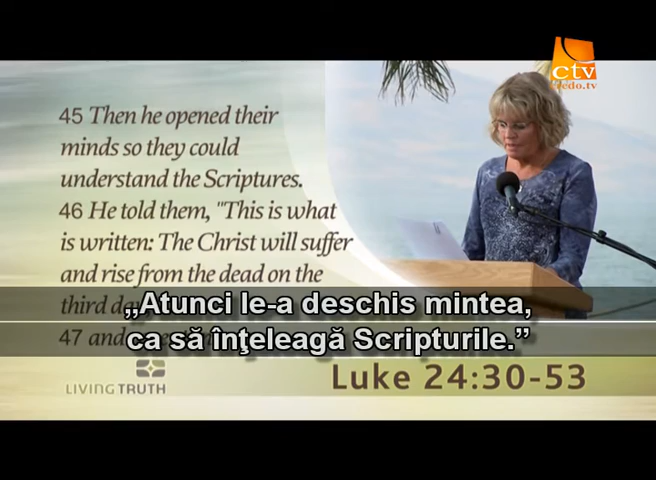 ctv
credo.tv
45 Then he opened their
minds so they could
understand the Scriptures.
46 He told them, "This is what
is written: The Christ will suffer
and rise from the dead on the
third
47 and
„Atunci le-a deschis mintea,
ca să înţeleagă Scripturile.”
LIVING TRUTH
Luke 24:30-53